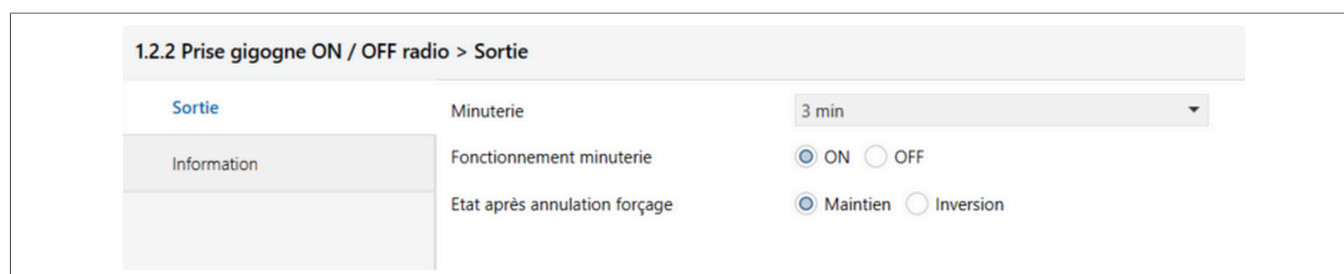 1.2.2 Prise gigogne ON / OFF radio > Sortie
Sortie
Minuterie 3 min
Information
Fonctionnement minuterie ON OFF
Etat après annulation forçage Maintien Inversion